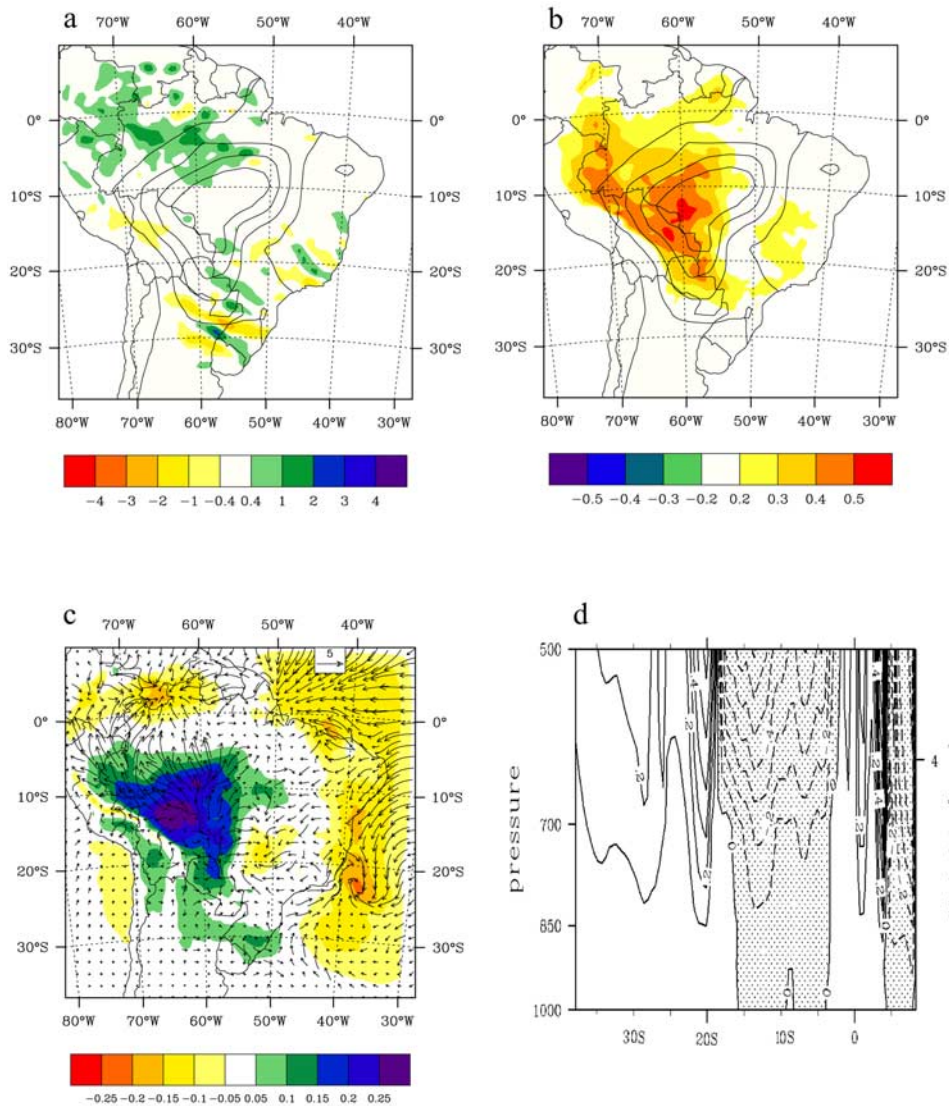 a
70°W 60°W 50°W 40°W
0° 0°
10°S 10°S
20°S 20°S
30°S 30°S
80°W 70°W 60°W 50°W 40°W 30°W
−4 −3 −2 −1 −0.4 0.4 1 2 3 4
b
70°W 60°W 50°W 40°W
0° 0°
10°S 10°S
20°S 20°S
30°S 30°S
80°W 70°W 60°W 50°W 40°W 30°W
−0.5 −0.4 −0.3 −0.2 0.2 0.3 0.4 0.5
c
70°W 60°W 50°W 40°W
5
0° 0°
10°S 10°S
20°S 20°S
30°S 30°S
80°W 70°W 60°W 50°W 40°W 30°W
−0.25 −0.2 −0.15 −0.1 −0.05 0.05 0.1 0.15 0.2 0.25
d
500
700
850
1000
pressure
4
30S 20S 10S 0